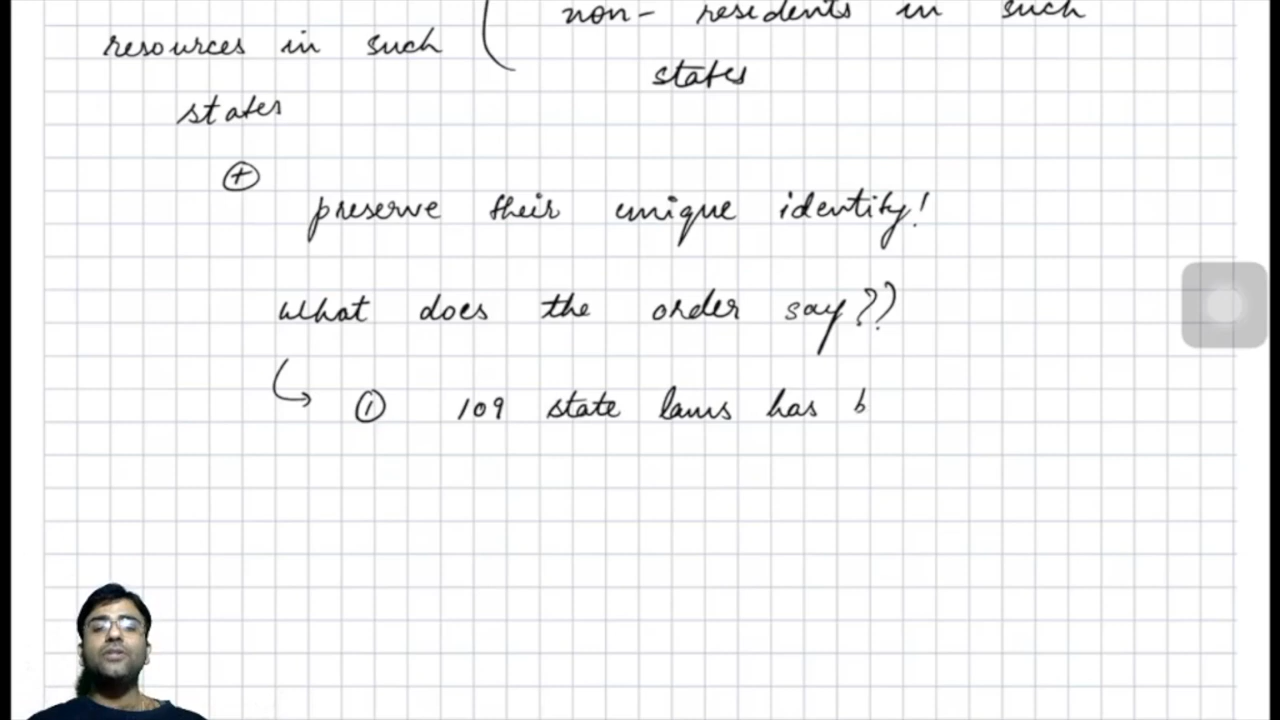 non- residents in such
resources in such
states
states
+
preserve their unique identity!
What does the order say??
① 109 state laws has b